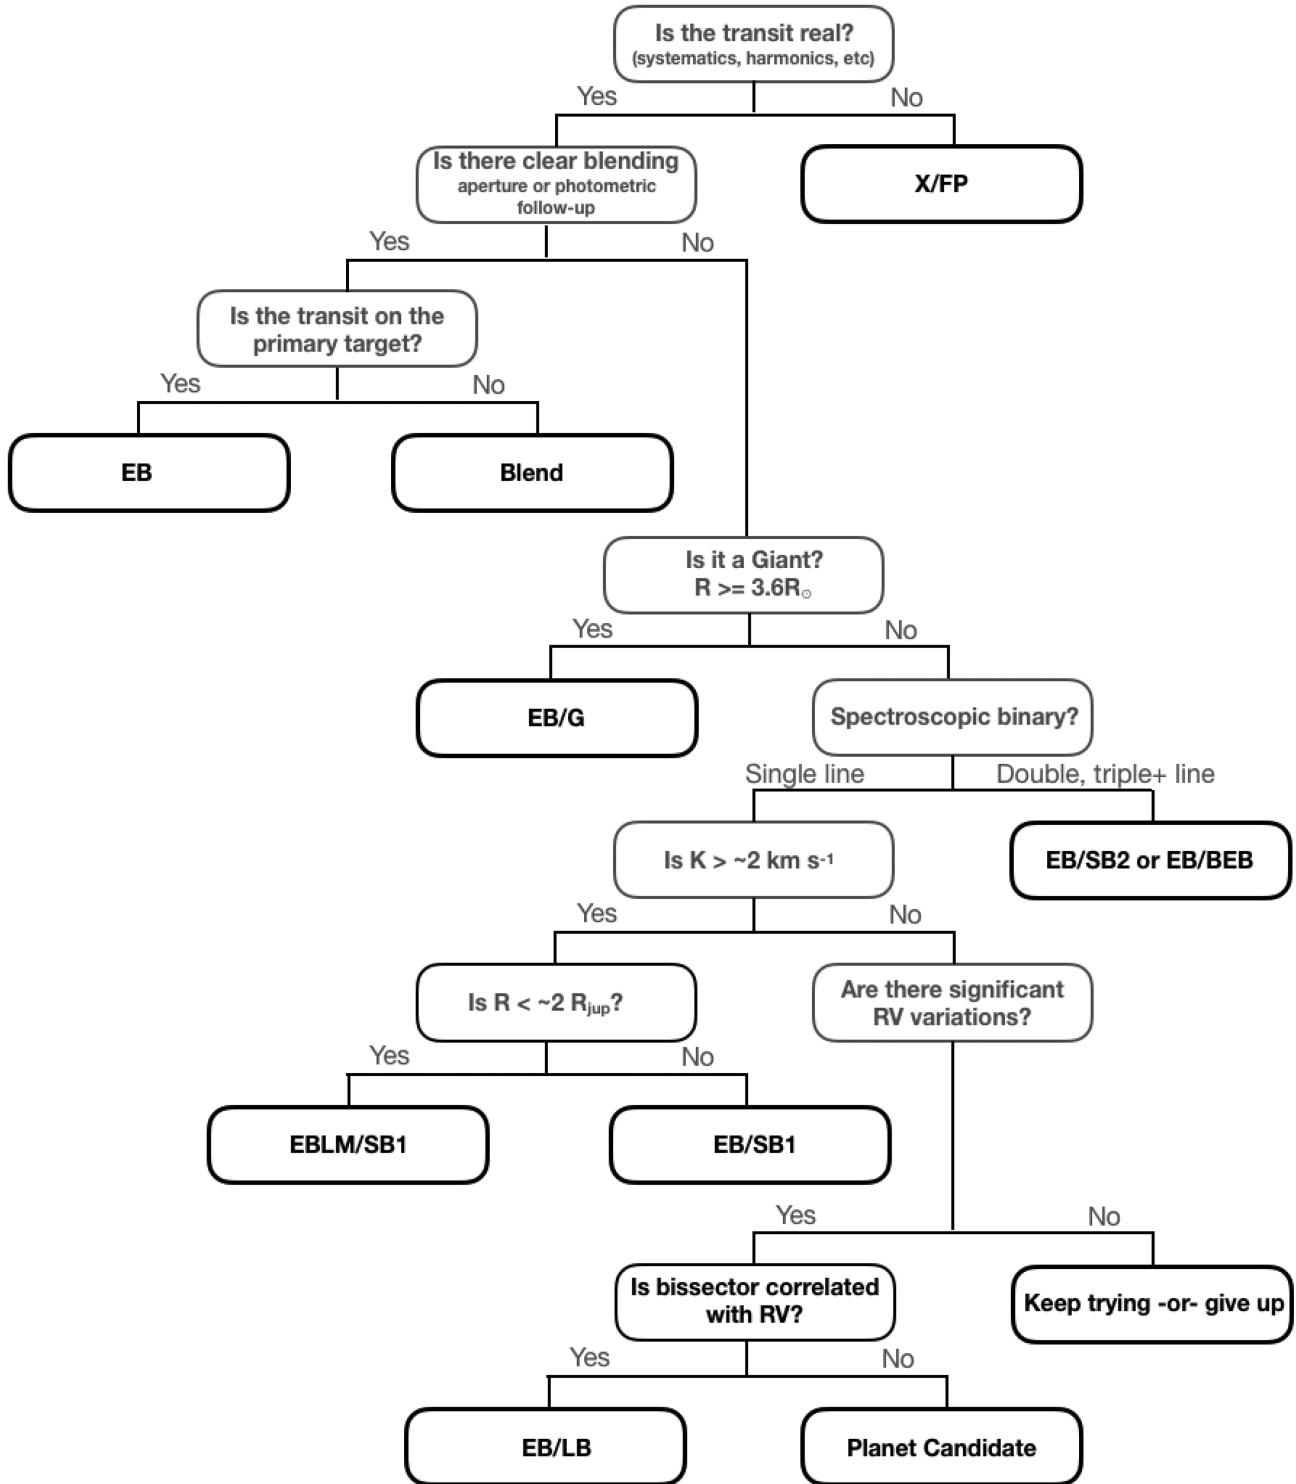 Is the transit real?
(systematics, harmonics, etc)
Yes
No
Is there clear blending
aperture or photometric
follow-up
X/FP
Yes
No
Is the transit on the
primary target?
Yes
No
EB
Blend
Is it a Giant?
R >= 3.6R☉
Yes
No
EB/G
Spectroscopic binary?
Single line
Double, triple+ line
Is K > ~2 km s-1
EB/SB2 or EB/BEB
Yes
No
Is R < ~2 Rjup?
Are there significant
RV variations?
Yes
No
EBLM/SB1
EB/SB1
Yes
No
Is bissector correlated
with RV?
Keep trying -or- give up
Yes
No
EB/LB
Planet Candidate